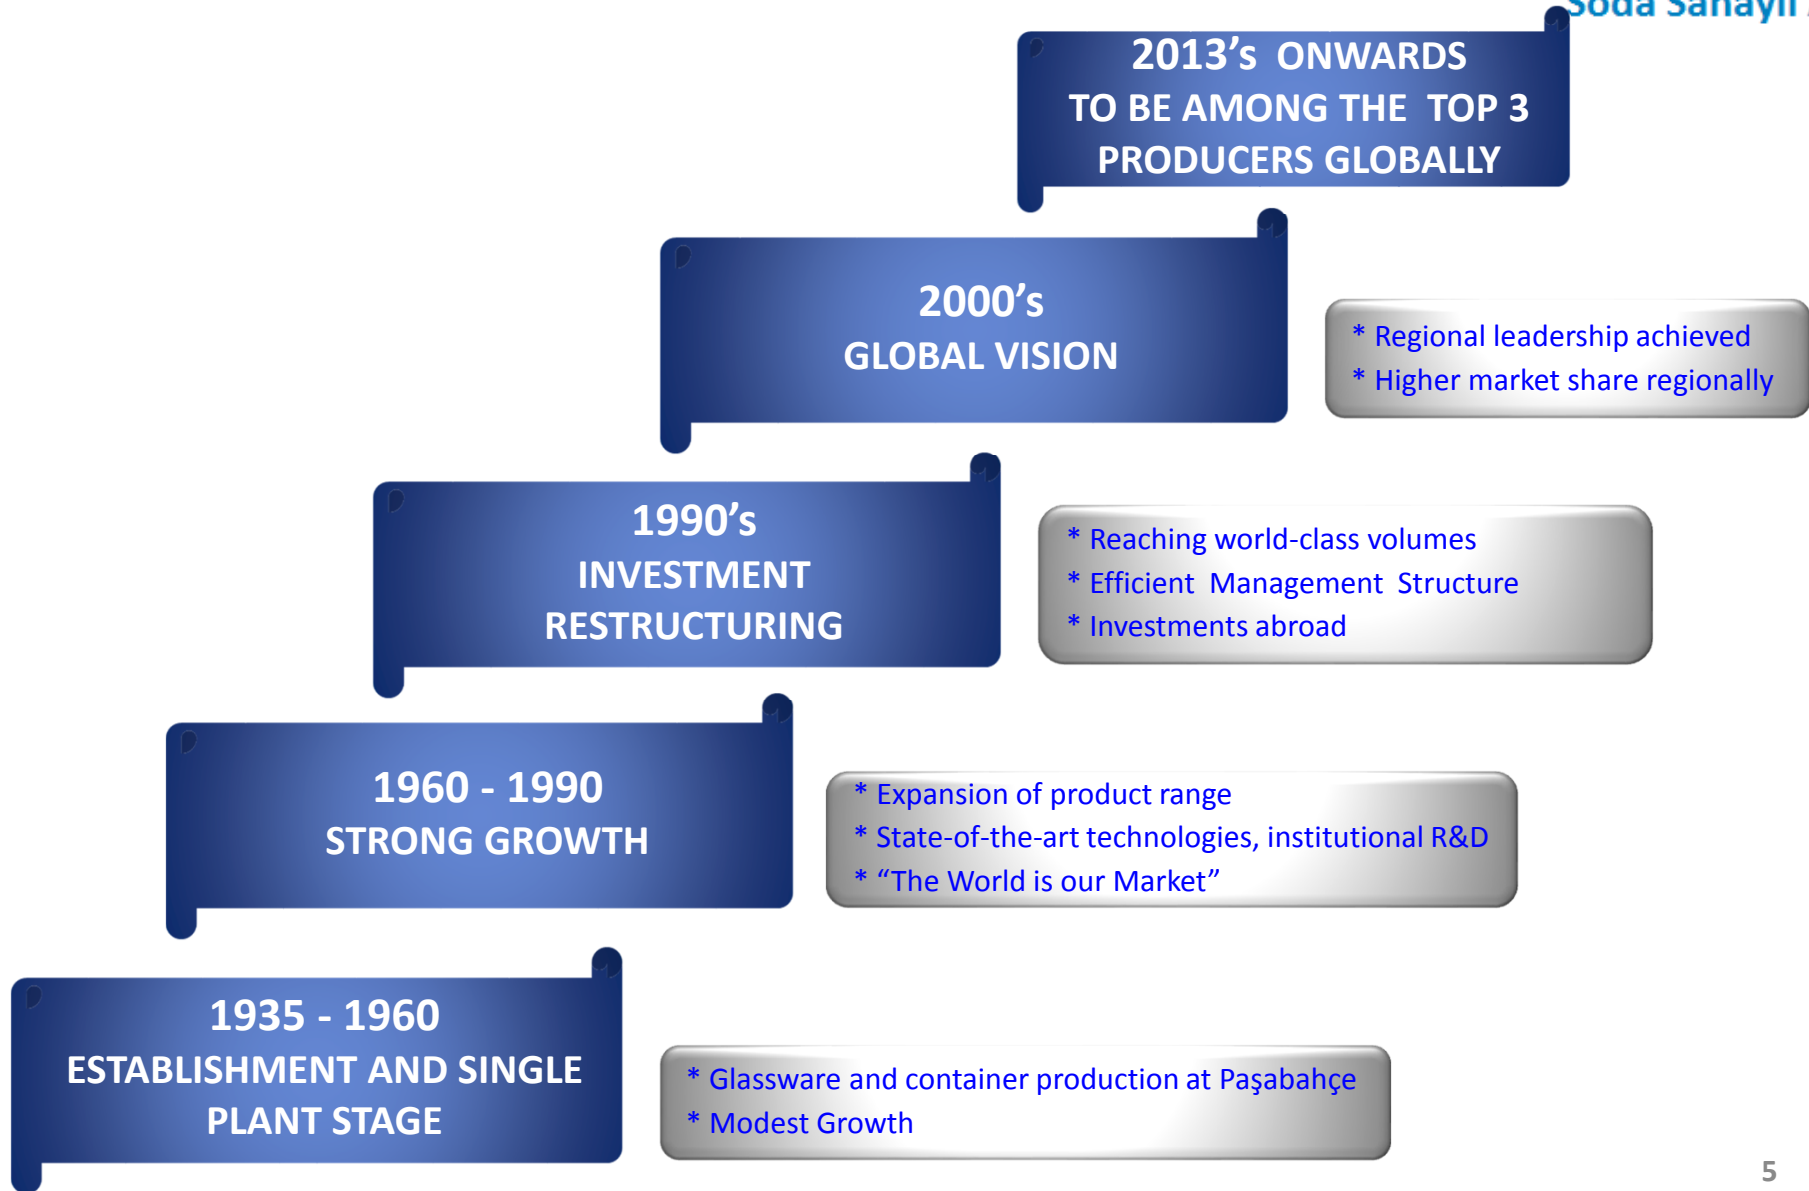 Soda Sanayii
2013’s ONWARDS
TO BE AMONG THE TOP 3
PRODUCERS GLOBALLY
2000’s
GLOBAL VISION
* Regional leadership achieved
* Higher market share regionally
1990’s
INVESTMENT
RESTRUCTURING
* Reaching world-class volumes
* Efficient Management Structure
* Investments abroad
1960 - 1990
STRONG GROWTH
* Expansion of product range
* State-of-the-art technologies, institutional R&D
* “The World is our Market”
1935 - 1960
ESTABLISHMENT AND SINGLE
PLANT STAGE
* Glassware and container production at Paşabahçe
* Modest Growth
5